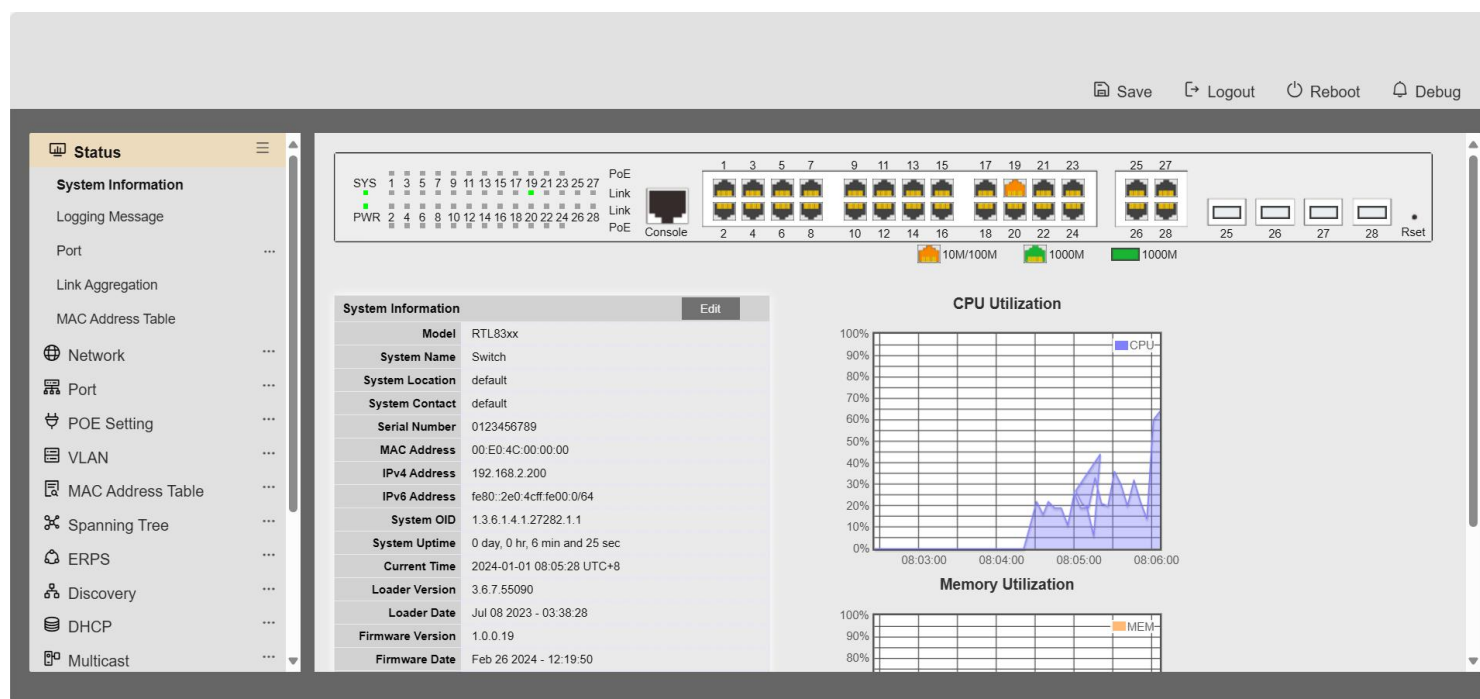 Save Logout Reboot Debug
Status
System Information
Logging Message
Port ...
Link Aggregation
MAC Address Table
Network ...
Port ...
POE Setting ...
VLAN ...
MAC Address Table ...
Spanning Tree ...
ERPS ...
Discovery ...
DHCP ...
Multicast ...
PoE
SYS 1 3 5 7 9 11 13 15 17 19 21 23 25 27
Link
Link
PWR 2 4 6 8 10 12 14 16 18 20 22 24 26 28
PoE
Console
1 3 5 7 9 11 13 15 17 19 21 23 25 27
2 4 6 8 10 12 14 16 18 20 22 24 26 28 25 26 27 28 Rset
10M/100M 1000M 1000M
System Information Edit
Model RTL83xx
System Name Switch
System Location default
System Contact default
Serial Number 0123456789
MAC Address 00:E0:4C:00:00:00
IPv4 Address 192.168.2.200
IPv6 Address fe80::2e0:4cff:fe00:0/64
System OID 1.3.6.1.4.1.27282.1.1
System Uptime 0 day, 0 hr, 6 min and 25 sec
Current Time 2024-01-01 08:05:28 UTC+8
Loader Version 3.6.7.55090
Loader Date Jul 08 2023 - 03:38:28
Firmware Version 1.0.0.19
Firmware Date Feb 26 2024 - 12:19:50
CPU Utilization
100%
CPU
90%
80%
70%
60%
50%
40%
30%
20%
10%
0%
08:03:00 08:04:00 08:05:00 08:06:00
Memory Utilization
100%
MEM
90%
80%